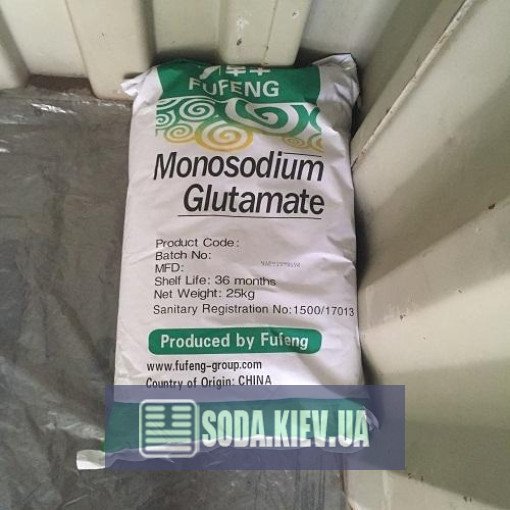 FUFENG
Monosodium
Glutamate
Product Code:
Batch No:
MFD:
Shelf Life: 36 months
Net Weight: 25kg
Sanitary Registration No:1500/17013
Produced by Fufeng
www.fufeng-group.com
Country of Origin: CHINA
SODA.KIEV.UA